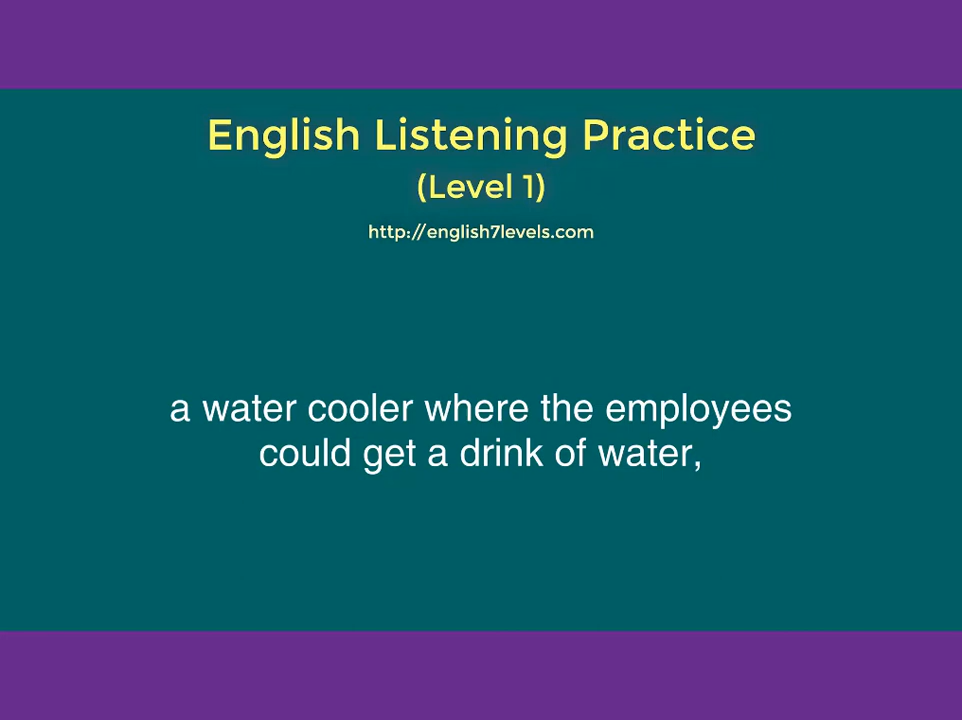 English Listening Practice
(Level 1)
http://english7levels.com
a water cooler where the employees
could get a drink of water,